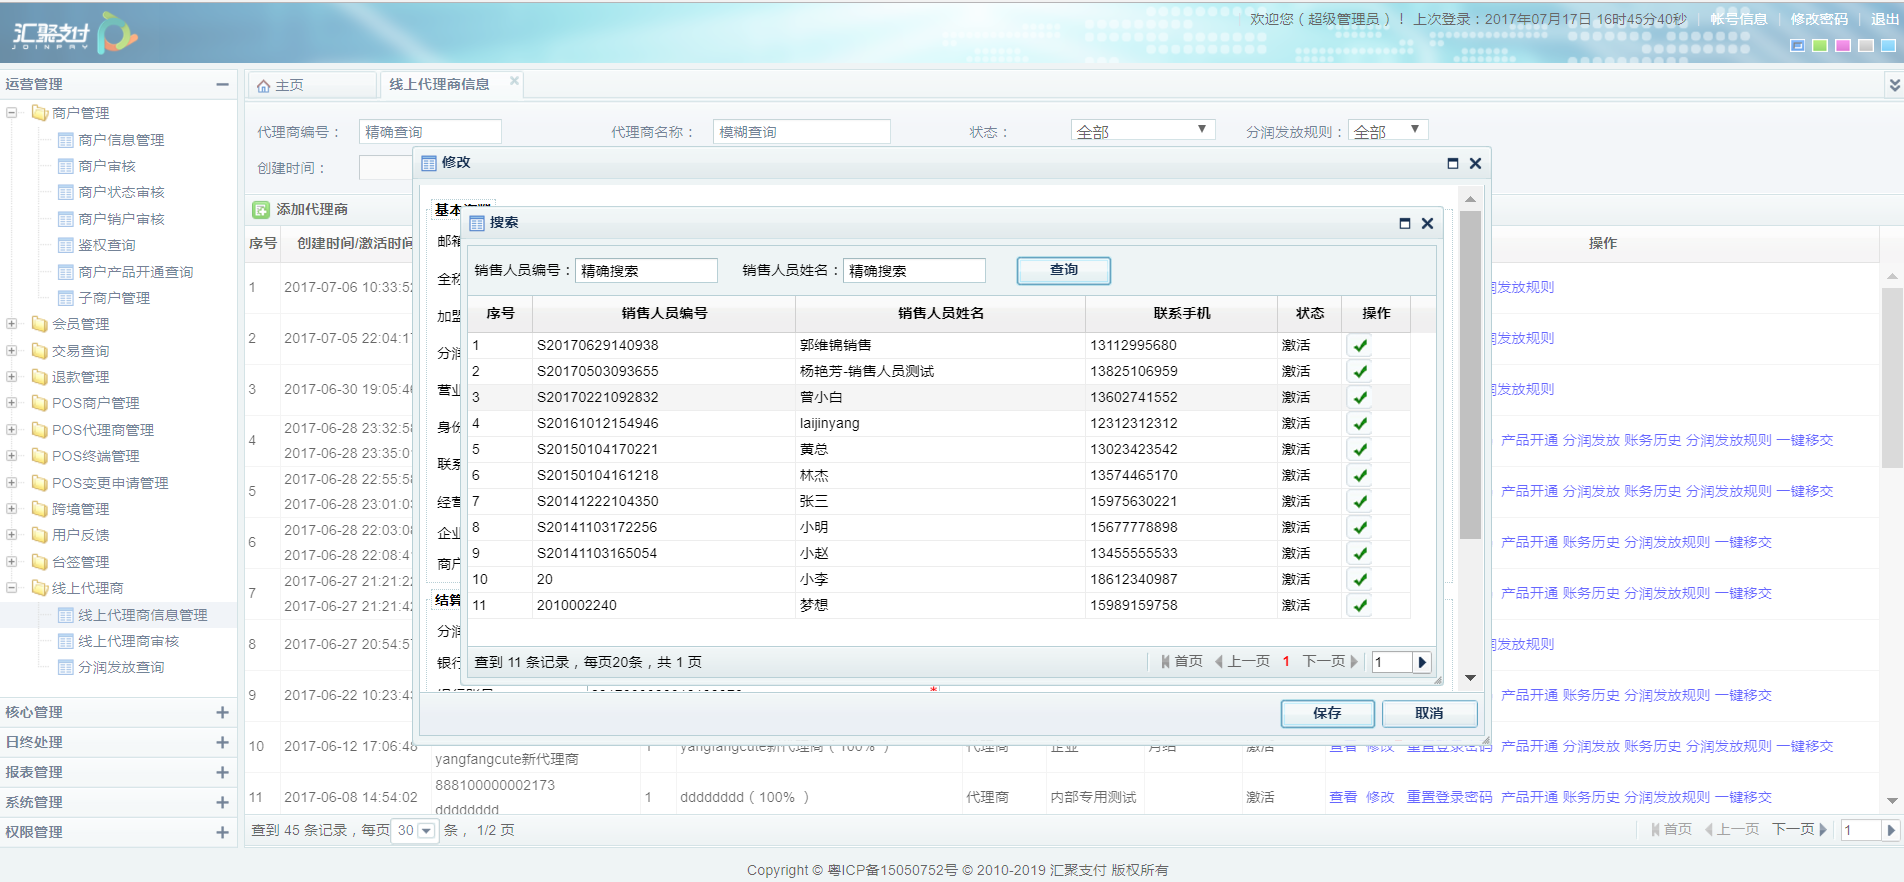 汇聚支付
JOINPAY
欢迎您（超级管理员）！ 上次登录：2017年07月17日 16时45分40秒 | 帐号信息 | 修改密码 | 退出
运营管理
商户管理
商户信息管理
商户审核
商户状态审核
商户销户审核
鉴权查询
商户产品开通查询
子商户管理
会员管理
交易查询
退款管理
POS商户管理
POS代理商管理
POS终端管理
POS变更申请管理
跨境管理
用户反馈
台签管理
线上代理商
线上代理商信息管理
线上代理商审核
分润发放查询
核心管理
日终处理
报表管理
系统管理
权限管理
主页 线上代理商信息
代理商编号： 精确查询 代理商名称： 模糊查询 状态： 全部 分润发放规则： 全部
创建时间：
添加代理商
序号 创建时间/激活时间 操作
1 2017-07-06 10:33:52 润发放规则
2 2017-07-05 22:04:17 润发放规则
3 2017-06-30 19:05:46 润发放规则
4 2017-06-28 23:32:58
2017-06-28 23:35:01
产品开通 分润发放 账务历史 分润发放规则 一键移交
5 2017-06-28 22:55:58
2017-06-28 23:01:03
产品开通 分润发放 账务历史 分润发放规则 一键移交
6 2017-06-28 22:03:08
2017-06-28 22:08:41
产品开通 账务历史 分润发放规则 一键移交
7 2017-06-27 21:21:22
2017-06-27 21:21:42
产品开通 账务历史 分润发放规则 一键移交
8 2017-06-27 20:54:57 润发放规则
9 2017-06-22 10:23:43 产品开通 账务历史 分润发放规则 一键移交
10 2017-06-12 17:06:48 yangfangcute新代理商 1 yangfangcute新代理商（100% ） 代理商 企业 月结 激活 查看 修改 重置登录密码 产品开通 分润发放 账务历史 分润发放规则 一键移交
11 2017-06-08 14:54:02 888100000002173
dddddddd
1 dddddddd（100% ） 代理商 内部专用测试 激活 查看 修改 重置登录密码 产品开通 账务历史 分润发放规则 一键移交
查到 45 条记录，每页 30 条， 1/2 页 首页 上一页 下一页 1
修改
基本
邮箱
全称
加盟
分润
营业
身份
联系
经营
企业
商户
结算
分润
银行
*
保存 取消
搜索
销售人员编号： 精确搜索 销售人员姓名： 精确搜索 查询
序号 销售人员编号 销售人员姓名 联系手机 状态 操作
1 S20170629140938 郭维锦销售 13112995680 激活
2 S20170503093655 杨艳芳-销售人员测试 13825106959 激活
3 S20170221092832 曾小白 13602741552 激活
4 S20161012154946 laijinyang 12312312312 激活
5 S20150104170221 黄总 13023423542 激活
6 S20150104161218 林杰 13574465170 激活
7 S20141222104350 张三 15975630221 激活
8 S20141103172256 小明 15677778898 激活
9 S20141103165054 小赵 13455555533 激活
10 20 小李 18612340987 激活
11 2010002240 梦想 15989159758 激活
查到 11 条记录，每页20条，共 1 页 首页 上一页 1 下一页 1
Copyright © 粤ICP备15050752号 © 2010-2019 汇聚支付 版权所有